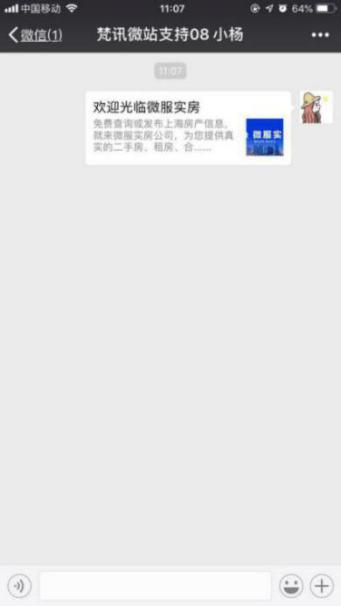 中国移动 11:07 64%
微信(1) 梵讯微站支持08 小杨
11:07
欢迎光临微服实房
免费查询或发布上海房产信息,
就来微服实房公司,为您提供真
实的二手房、租房、合......
微服实